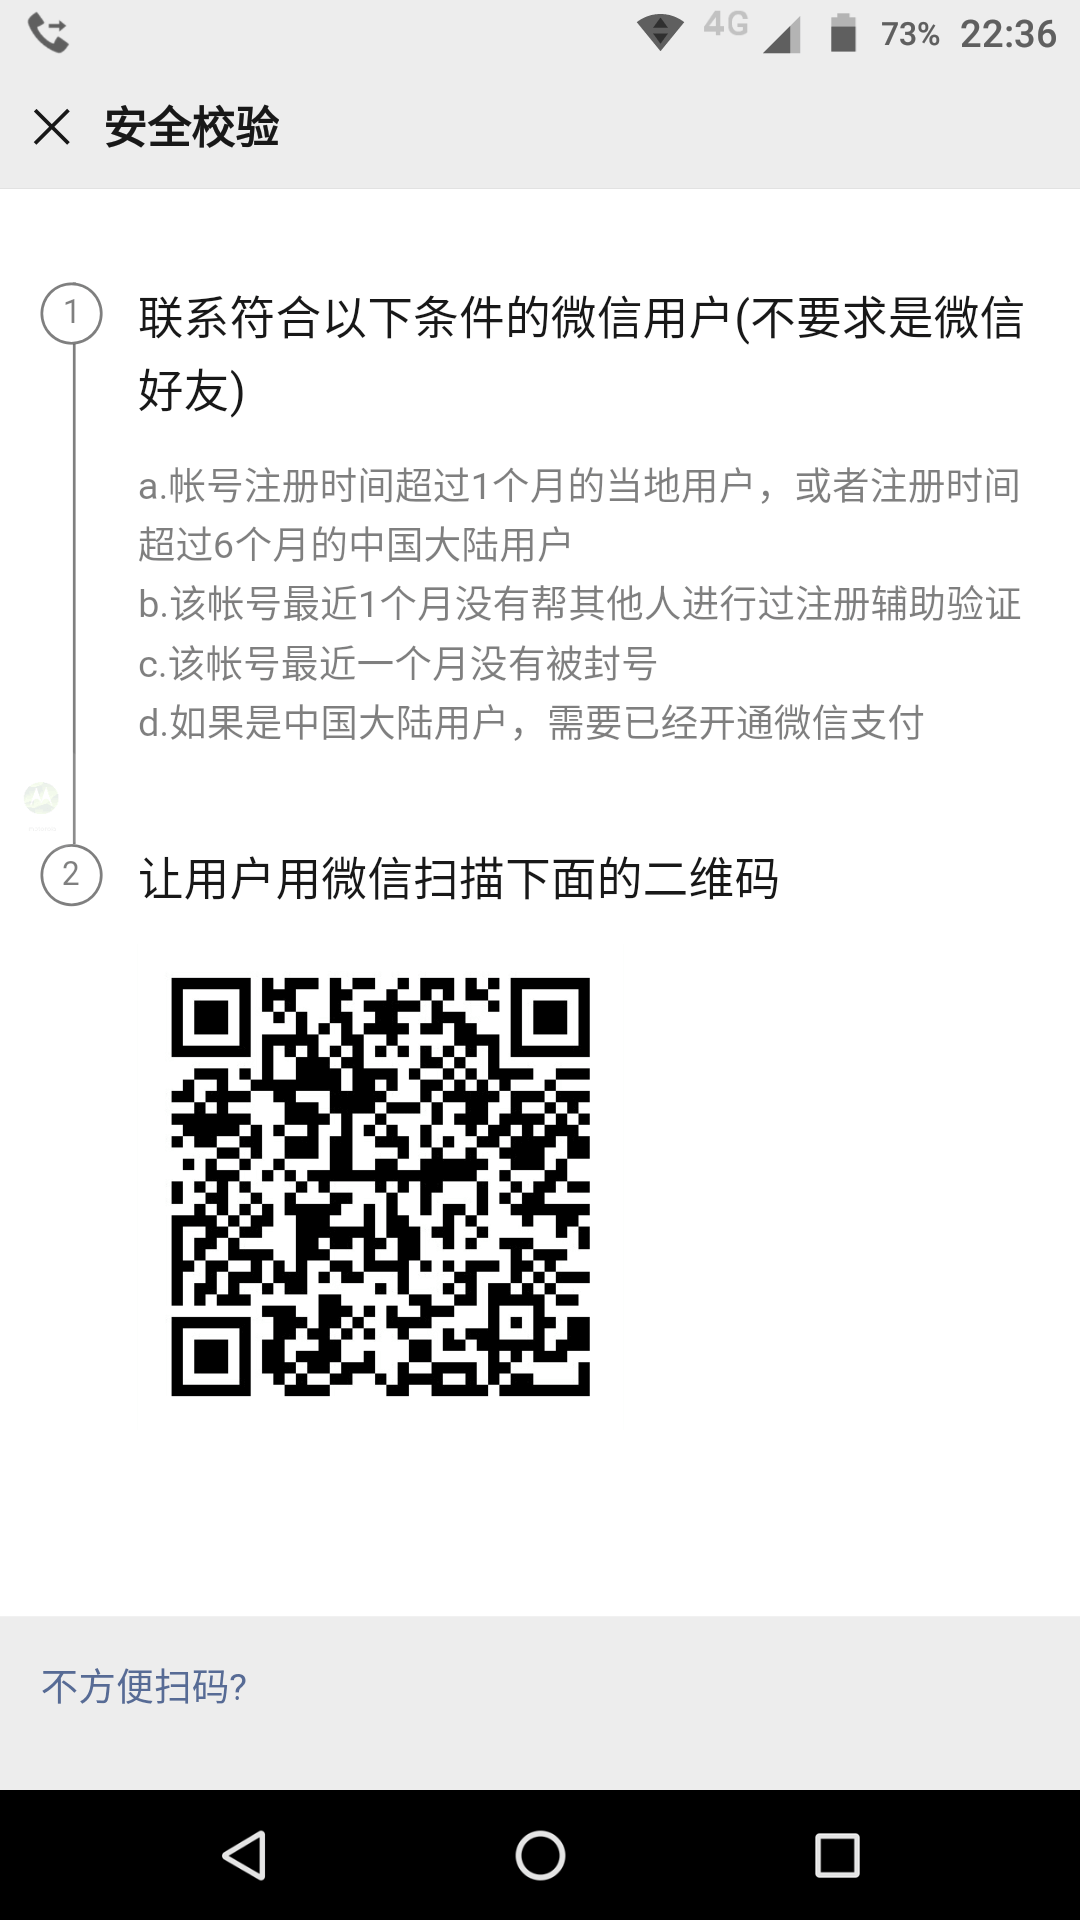 4G 73% 22:36
安全校验
1
联系符合以下条件的微信用户(不要求是微信
好友)
a.帐号注册时间超过1个月的当地用户，或者注册时间
超过6个月的中国大陆用户
b.该帐号最近1个月没有帮其他人进行过注册辅助验证
c.该帐号最近一个月没有被封号
d.如果是中国大陆用户，需要已经开通微信支付
2
让用户用微信扫描下面的二维码
不方便扫码?